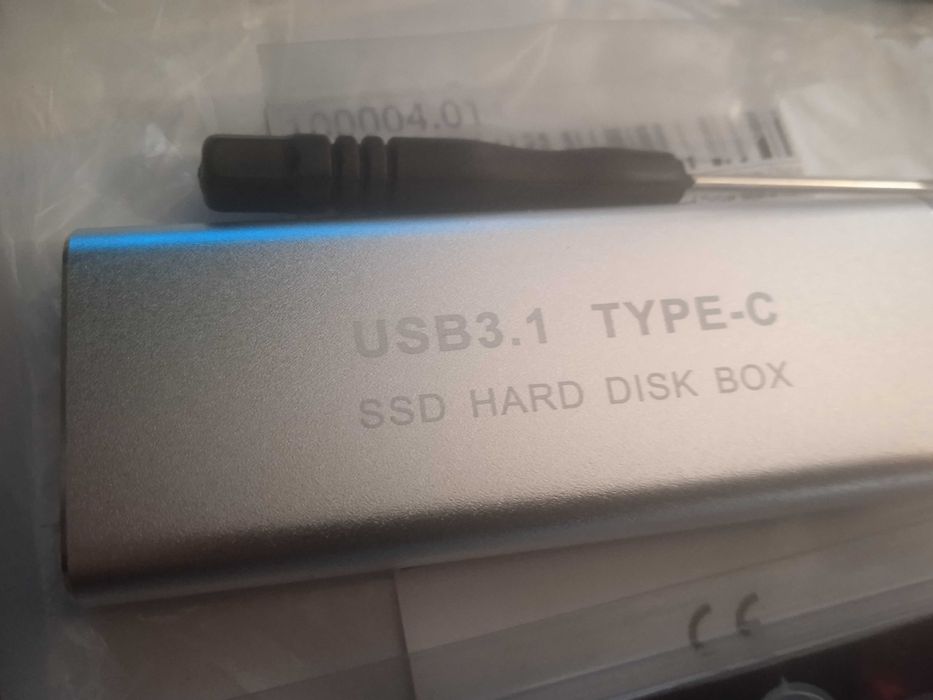 100004.01
USB3.1 TYPE-C
SSD HARD DISK BOX
CE